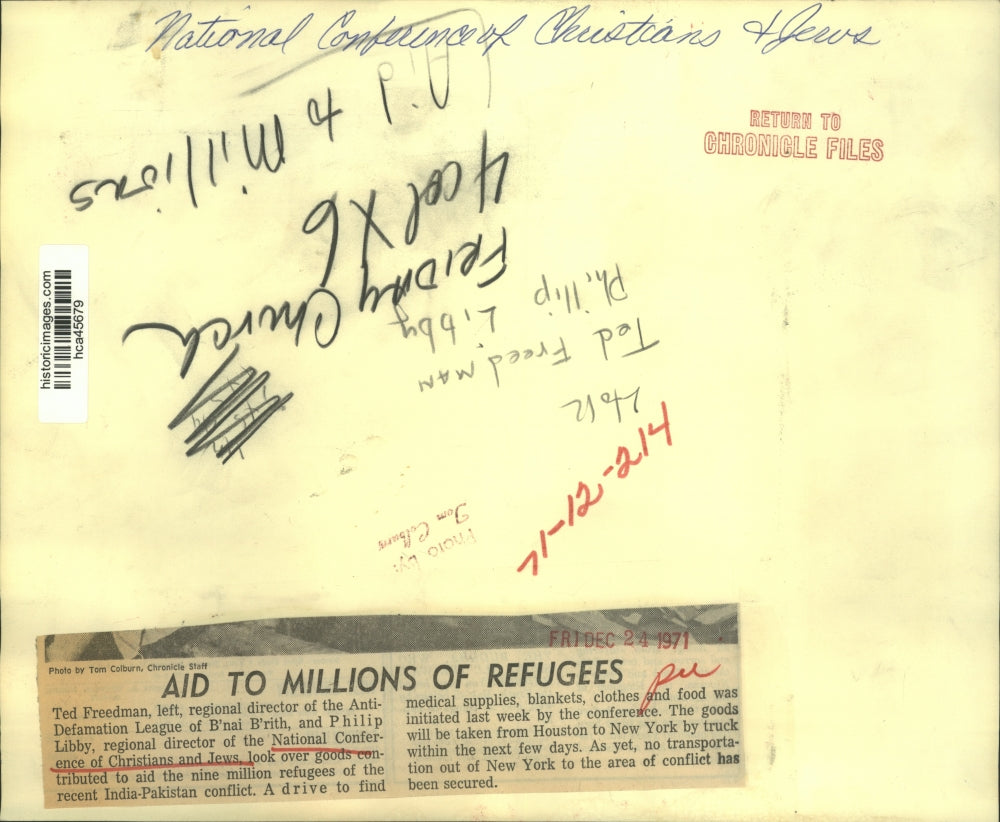 National Conference of Christians & Jews
Aid
to Millions
4 col X 6
FRIDAY Church
Phillip Libby
Ted Freedman
RETURN TO
CHRONICLE FILES
historicimages.com
hca45679
71-12-214
Photo by:
Tom Colburn
FRI DEC 24 1971
Photo by Tom Colburn, Chronicle Staff
AID TO MILLIONS OF REFUGEES
Ted Freedman, left, regional director of the Anti-
Defamation League of B'nai B'rith, and Philip
Libby, regional director of the National Confer-
ence of Christians and Jews, look over goods con-
tributed to aid the nine million refugees of the
recent India-Pakistan conflict. A drive to find
medical supplies, blankets, clothes and food was
initiated last week by the conference. The goods
will be taken from Houston to New York by truck
within the next few days. As yet, no transporta-
tion out of New York to the area of conflict has
been secured.